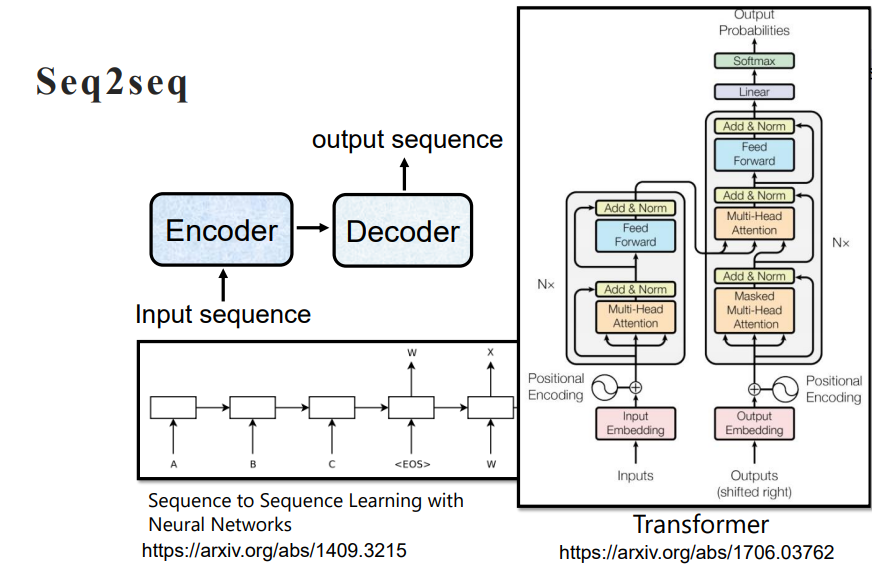 Seq2seq
output sequence
Encoder
Decoder
Input sequence
W
X
A
B
C
<EOS>
W
Sequence to Sequence Learning with
Neural Networks
https://arxiv.org/abs/1409.3215
Output
Probabilities
Softmax
Linear
Add & Norm
Feed
Forward
Add & Norm
Multi-Head
Attention
Add & Norm
Masked
Multi-Head
Attention
N×
Add & Norm
Feed
Forward
Add & Norm
Multi-Head
Attention
N×
Positional
Encoding
Positional
Encoding
Input
Embedding
Output
Embedding
Inputs
Outputs
(shifted right)
Transformer
https://arxiv.org/abs/1706.03762